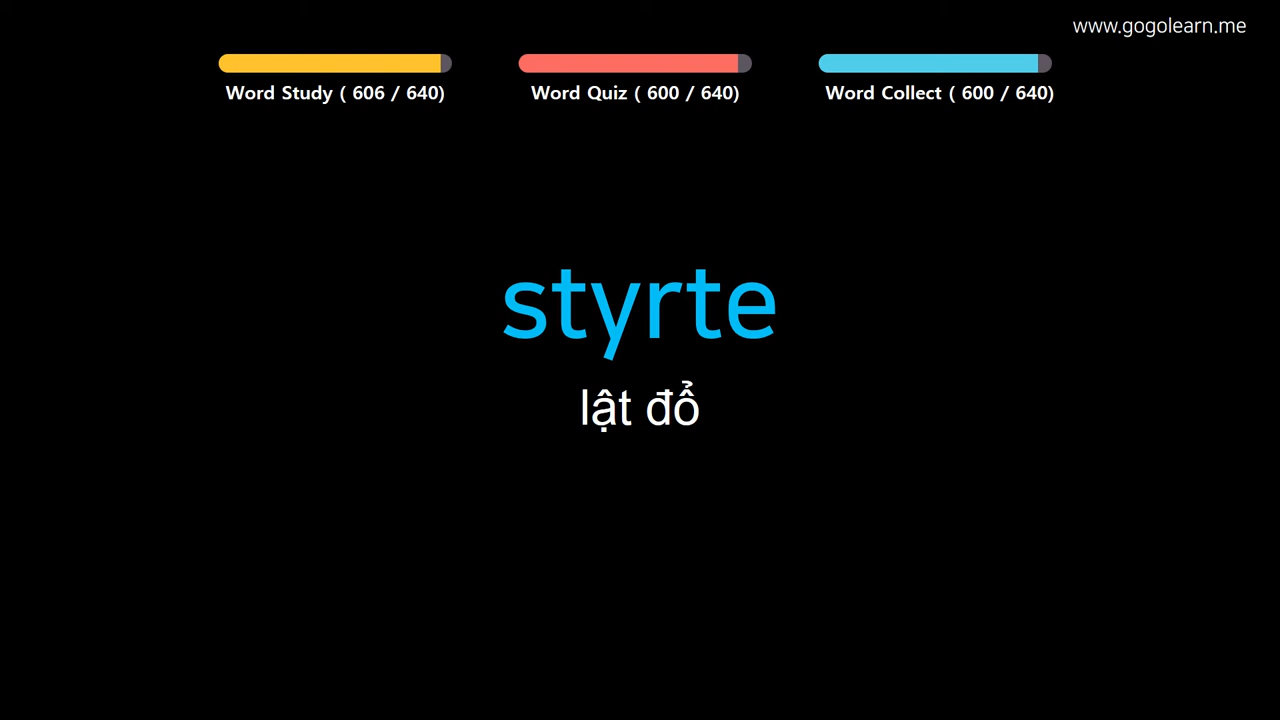 www.gogolearn.me
Word Study ( 606 / 640)
Word Quiz ( 600 / 640)
Word Collect ( 600 / 640)
styrte
lật đổ